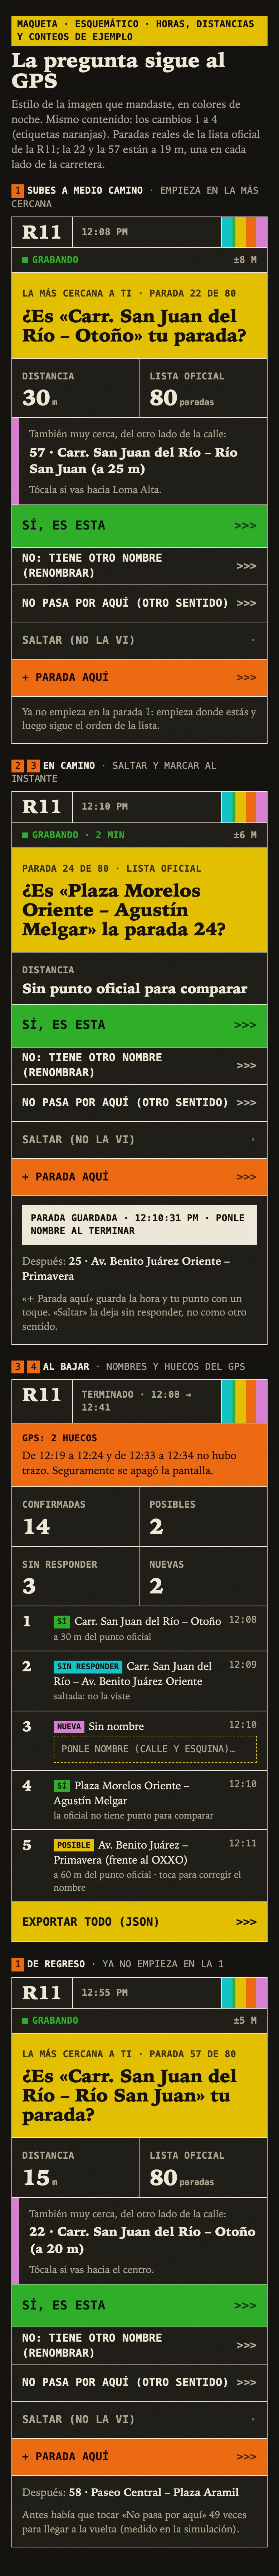 MAQUETA · ESQUEMÁTICO · HORAS, DISTANCIAS
Y CONTEOS DE EJEMPLO
La pregunta sigue al
GPS
Estilo de la imagen que mandaste, en colores de
noche. Mismo contenido: los cambios 1 a 4
(etiquetas naranjas). Paradas reales de la lista oficial
de la R11; la 22 y la 57 están a 19 m, una en cada
lado de la carretera.
1 SUBES A MEDIO CAMINO · EMPIEZA EN LA MÁS
CERCANA
R11 12:08 PM
GRABANDO ±8 M
LA MÁS CERCANA A TI · PARADA 22 DE 80
¿Es «Carr. San Juan del
Río – Otoño» tu parada?
DISTANCIA LISTA OFICIAL
30 m 80 paradas
También muy cerca, del otro lado de la calle:
57 · Carr. San Juan del Río – Río
San Juan (a 25 m)
Tócala si vas hacia Loma Alta.
SÍ, ES ESTA >>>
NO: TIENE OTRO NOMBRE
(RENOMBRAR) >>>
NO PASA POR AQUÍ (OTRO SENTIDO) >>>
SALTAR (NO LA VI) ·
+ PARADA AQUÍ >>>
Ya no empieza en la parada 1: empieza donde estás y
luego sigue el orden de la lista.
2 3 EN CAMINO · SALTAR Y MARCAR AL
INSTANTE
R11 12:10 PM
GRABANDO · 2 MIN ±6 M
PARADA 24 DE 80 · LISTA OFICIAL
¿Es «Plaza Morelos
Oriente – Agustín
Melgar» la parada 24?
DISTANCIA
Sin punto oficial para comparar
SÍ, ES ESTA >>>
NO: TIENE OTRO NOMBRE
(RENOMBRAR) >>>
NO PASA POR AQUÍ (OTRO SENTIDO) >>>
SALTAR (NO LA VI) ·
+ PARADA AQUÍ >>>
PARADA GUARDADA · 12:10:31 PM · PONLE
NOMBRE AL TERMINAR
Después: 25 · Av. Benito Juárez Oriente –
Primavera
«+ Parada aquí» guarda la hora y tu punto con un
toque. «Saltar» la deja sin responder, no como otro
sentido.
3 4 AL BAJAR · NOMBRES Y HUECOS DEL GPS
R11 TERMINADO · 12:08 →
12:41
GPS: 2 HUECOS
De 12:19 a 12:24 y de 12:33 a 12:34 no hubo
trazo. Seguramente se apagó la pantalla.
CONFIRMADAS POSIBLES
14 2
SIN RESPONDER NUEVAS
3 2
1 SÍ Carr. San Juan del Río – Otoño 12:08
a 30 m del punto oficial
2 SIN RESPONDER Carr. San Juan del 12:09
Río – Av. Benito Juárez Oriente
saltada: no la viste
3 NUEVA Sin nombre 12:10
PONLE NOMBRE (CALLE Y ESQUINA)…
4 SÍ Plaza Morelos Oriente – 12:10
Agustín Melgar
la oficial no tiene punto para comparar
5 POSIBLE Av. Benito Juárez – 12:11
Primavera (frente al OXXO)
a 60 m del punto oficial · toca para corregir el
nombre
EXPORTAR TODO (JSON) >>>
1 DE REGRESO · YA NO EMPIEZA EN LA 1
R11 12:55 PM
GRABANDO ±5 M
LA MÁS CERCANA A TI · PARADA 57 DE 80
¿Es «Carr. San Juan del
Río – Río San Juan» tu
parada?
DISTANCIA LISTA OFICIAL
15 m 80 paradas
También muy cerca, del otro lado de la calle:
22 · Carr. San Juan del Río – Otoño
(a 20 m)
Tócala si vas hacia el centro.
SÍ, ES ESTA >>>
NO: TIENE OTRO NOMBRE
(RENOMBRAR) >>>
NO PASA POR AQUÍ (OTRO SENTIDO) >>>
SALTAR (NO LA VI) ·
+ PARADA AQUÍ >>>
Después: 58 · Paseo Central – Plaza Aramil
Antes había que tocar «No pasa por aquí» 49 veces
para llegar a la vuelta (medido en la simulación).